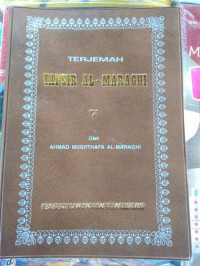 TERJEMAH
TAFSIR AL-MARAGHI
7
Oleh
AHMAD MUSHTHAFA AL-MARAGHI